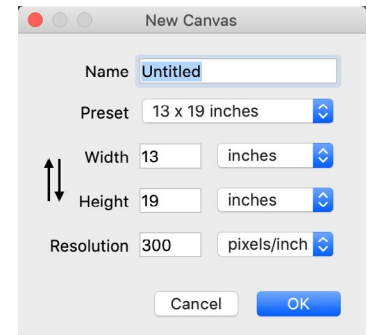 New Canvas
Name Untitled
Preset 13 x 19 inches
Width 13 inches
Height 19 inches
Resolution 300 pixels/inch
Cancel OK